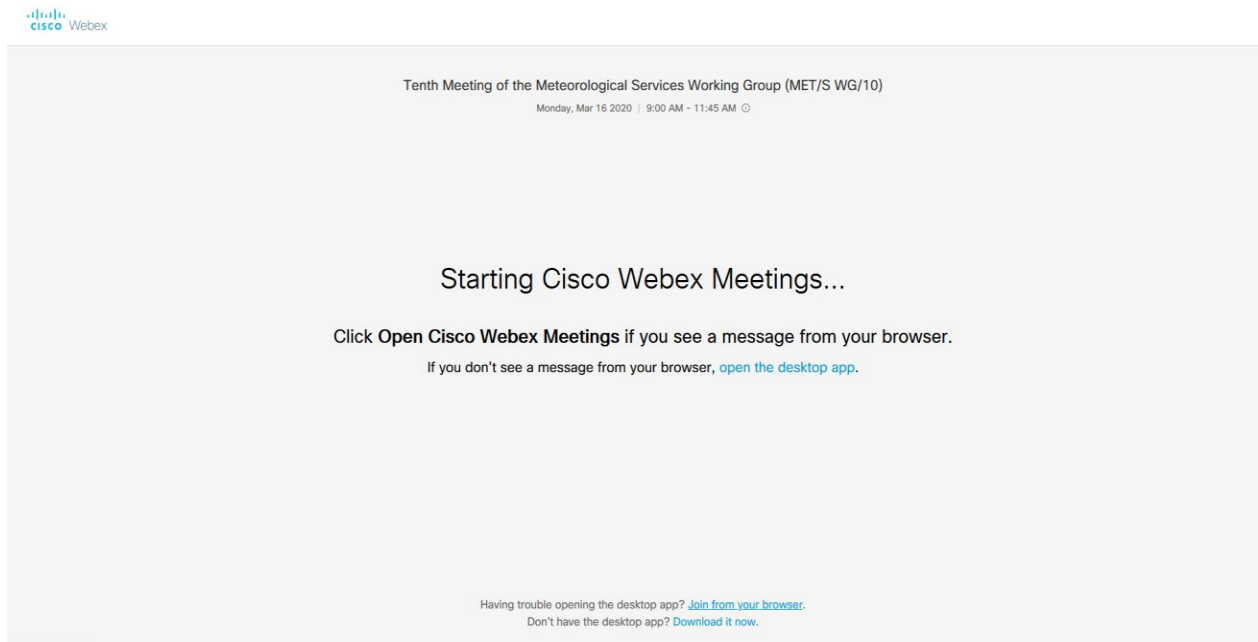 CISCO Webex
Tenth Meeting of the Meteorological Services Working Group (MET/S WG/10)
Monday, Mar 16 2020 | 9:00 AM - 11:45 AM
Starting Cisco Webex Meetings...
Click Open Cisco Webex Meetings if you see a message from your browser.
If you don't see a message from your browser, open the desktop app.
Having trouble opening the desktop app? Join from your browser.
Don't have the desktop app? Download it now.